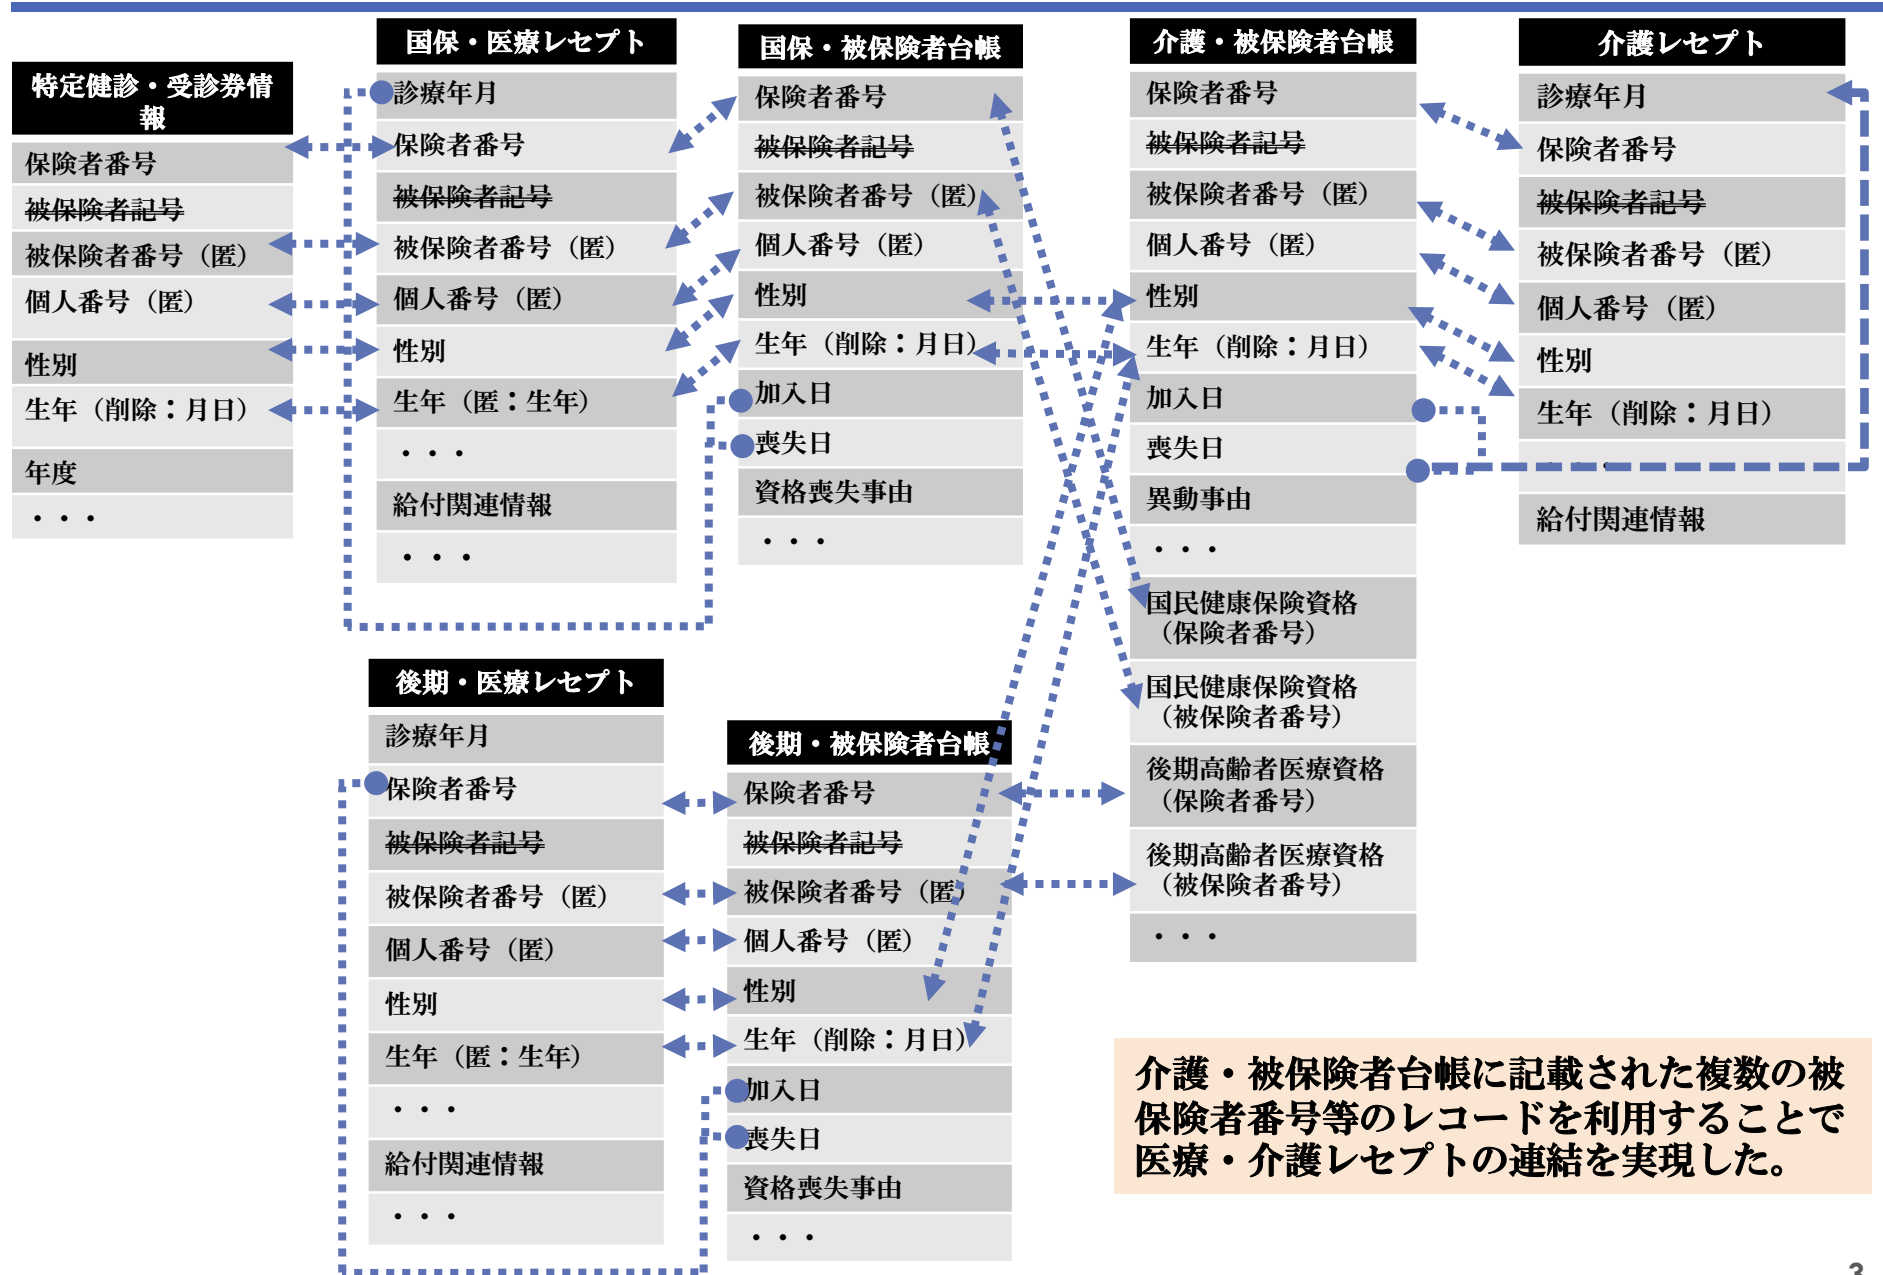 特定健診・受診券情
報
保険者番号
被保険者記号
被保険者番号（匿）
個人番号（匿）
性別
生年（削除：月日）
年度
・・・
国保・医療レセプト
診療年月
保険者番号
被保険者記号
被保険者番号（匿）
個人番号（匿）
性別
生年（匿：生年）
・・・
給付関連情報
・・・
国保・被保険者台帳
保険者番号
被保険者記号
被保険者番号（匿）
個人番号（匿）
性別
生年（削除：月日）
加入日
喪失日
資格喪失事由
・・・
介護・被保険者台帳
保険者番号
被保険者記号
被保険者番号（匿）
個人番号（匿）
性別
生年（削除：月日）
加入日
喪失日
異動事由
・・・
国民健康保険資格
（保険者番号）
国民健康保険資格
（被保険者番号）
後期高齢者医療資格
（保険者番号）
後期高齢者医療資格
（被保険者番号）
・・・
介護レセプト
診療年月
保険者番号
被保険者記号
被保険者番号（匿）
個人番号（匿）
性別
生年（削除：月日）
・・・
給付関連情報
後期・医療レセプト
診療年月
保険者番号
被保険者記号
被保険者番号（匿）
個人番号（匿）
性別
生年（匿：生年）
・・・
給付関連情報
・・・
後期・被保険者台帳
保険者番号
被保険者記号
被保険者番号（匿）
個人番号（匿）
性別
生年（削除：月日）
加入日
喪失日
資格喪失事由
・・・
介護・被保険者台帳に記載された複数の被
保険者番号等のレコードを利用することで
医療・介護レセプトの連結を実現した。
3